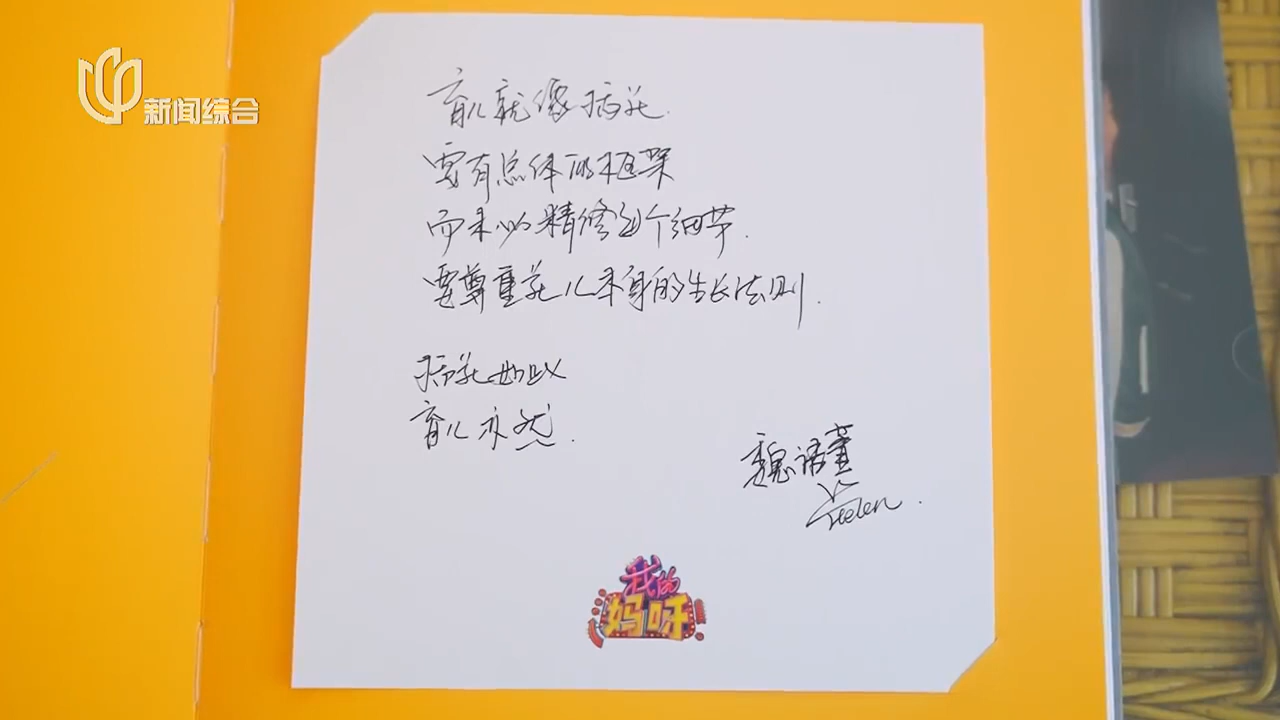 新闻综合
育儿就像插花.
要有总体的框架
而未必精修每个细节.
要尊重花儿本身的生长法则.
插花如此
育儿亦然.
魏语萱
Helen.
我的
妈呀